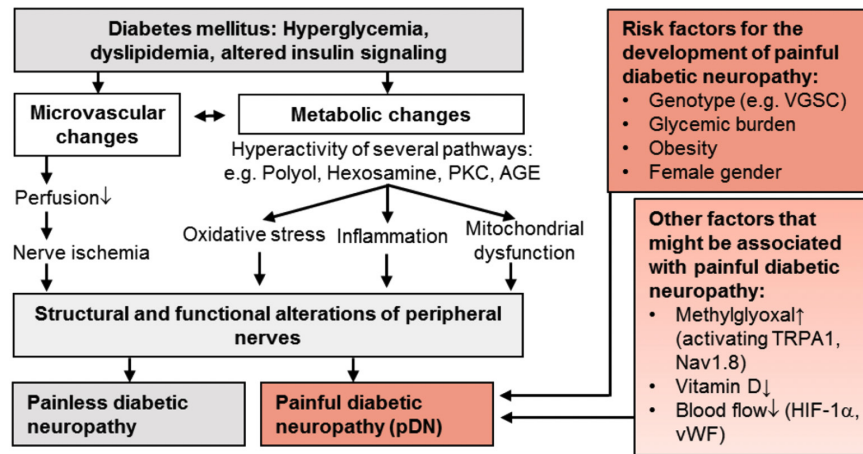 Diabetes mellitus: Hyperglycemia,
dyslipidemia, altered insulin signaling
Microvascular
changes
Metabolic changes
Hyperactivity of several pathways:
e.g. Polyol, Hexosamine, PKC, AGE
Perfusion↓
Nerve ischemia
Oxidative stress
Inflammation
Mitochondrial
dysfunction
Structural and functional alterations of peripheral
nerves
Painless diabetic
neuropathy
Painful diabetic
neuropathy (pDN)
Risk factors for the
development of painful
diabetic neuropathy:
• Genotype (e.g. VGSC)
• Glycemic burden
• Obesity
• Female gender
Other factors that
might be associated
with painful diabetic
neuropathy:
• Methylglyoxal↑
(activating TRPA1,
Nav1.8)
• Vitamin D↓
• Blood flow↓ (HIF-1α,
vWF)